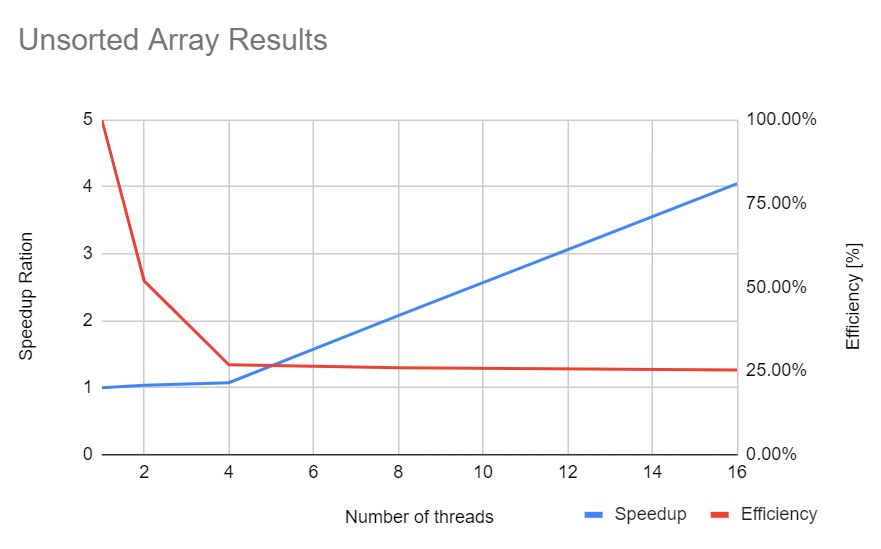 Unsorted Array Results
5
4
3
2
1
0
Speedup Ration
100.00%
75.00%
50.00%
25.00%
0.00%
Efficiency [%]
2 4 6 8 10 12 14 16
Number of threads
Speedup Efficiency